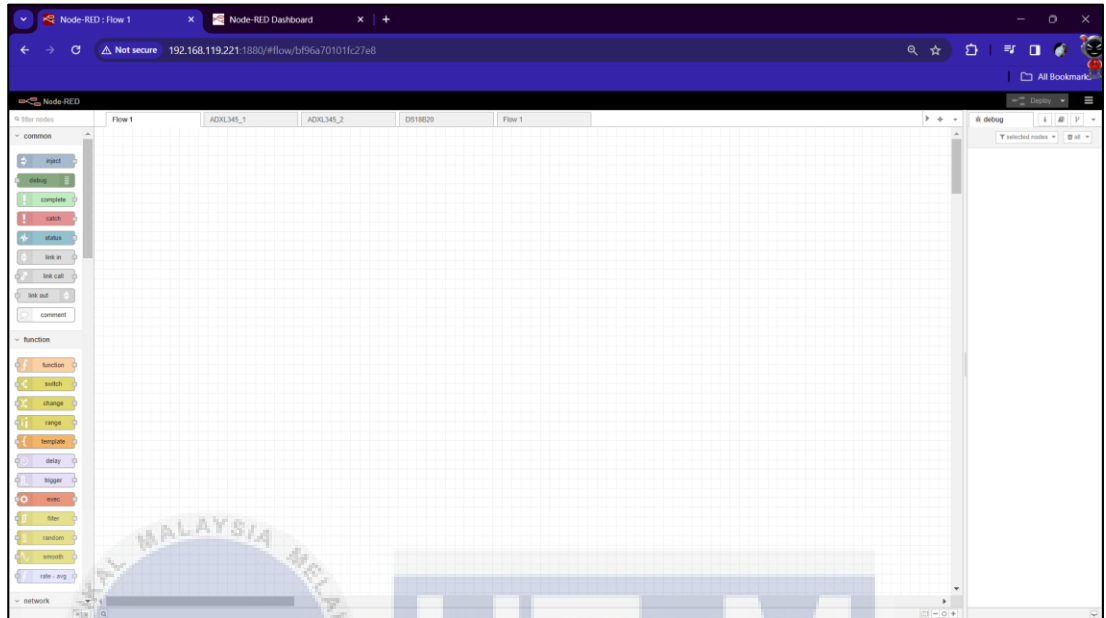 Node-RED : Flow 1
Node-RED Dashboard
Not secure 192.168.119.221:1880/#flow/bf96a70101fc27e8
All Bookmarks
Node-RED
Deploy
filter nodes
Flow 1 ADXL345_1 ADXL345_2 DS18B20 Flow 1
debug
common
selected nodes all
inject
debug
complete
catch
status
link in
link call
link out
comment
function
function
switch
change
range
template
delay
trigger
exec
filter
random
smooth
rate - avg
network
MALAYSIA